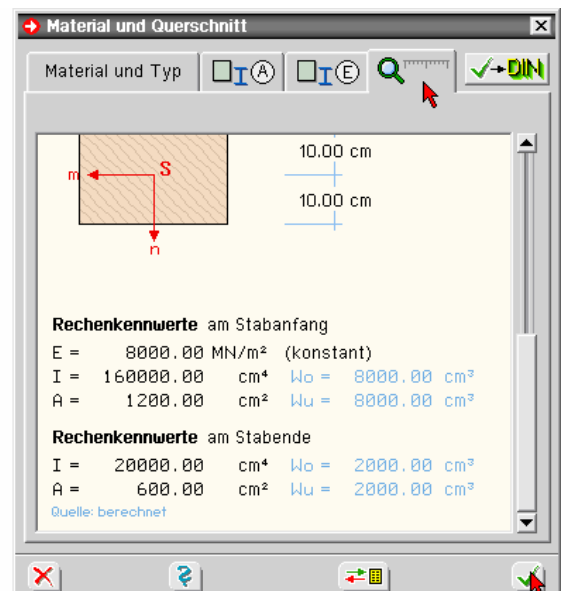 Material und Querschnitt
Material und Typ A E DIN
10.00 cm
m S
10.00 cm
n
Rechenkennwerte am Stabanfang
E = 8000.00 MN/m² (konstant)
I = 160000.00 cm⁴ Wo = 8000.00 cm³
A = 1200.00 cm² Wu = 8000.00 cm³
Rechenkennwerte am Stabende
I = 20000.00 cm⁴ Wo = 2000.00 cm³
A = 600.00 cm² Wu = 2000.00 cm³
Quelle: berechnet